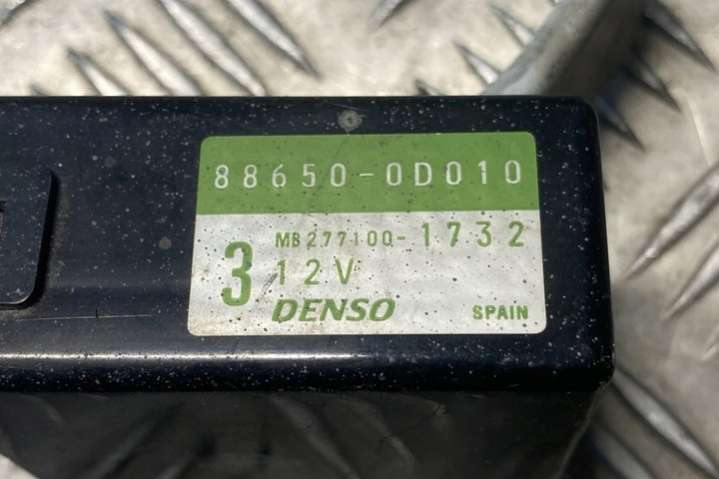 88650-0D010
MB277100-1732
3 12V
DENSO SPAIN